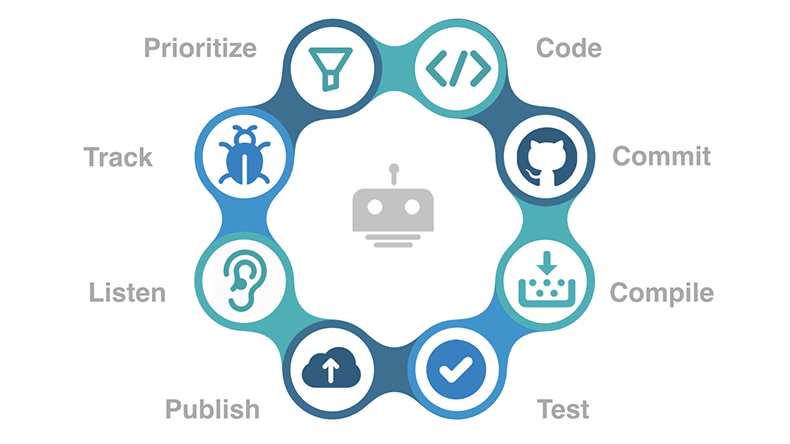 Prioritize
Code
Track
Commit
Listen
Compile
Publish
Test